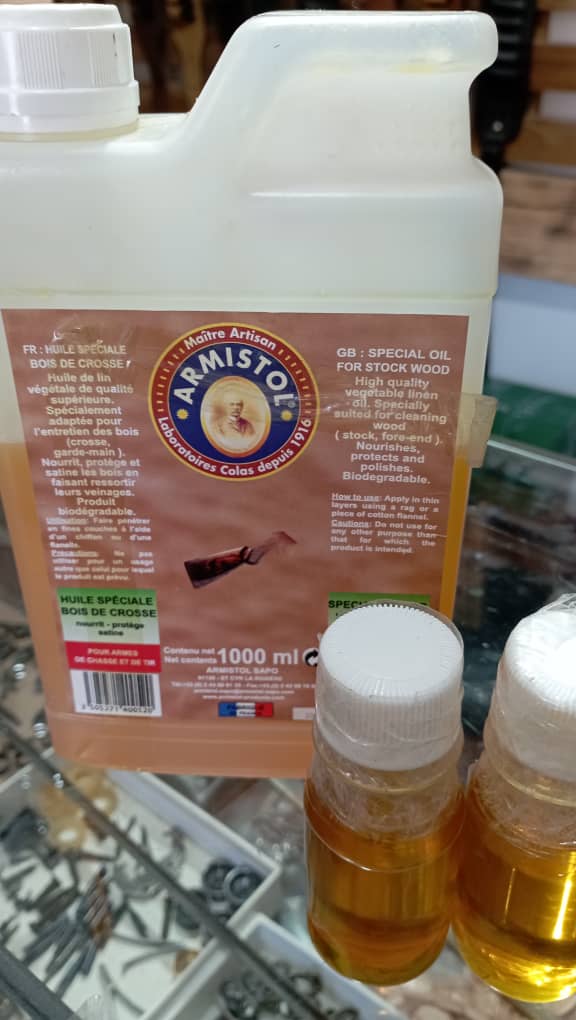 Maître Artisan
ARMISTOL
Laboratoires Colas depuis 1916
FR : HUILE SPÉCIALE
BOIS DE CROSSE
Huile de lin
végétale de qualité
supérieure.
Spécialement
adaptée pour
l'entretien des bois
(crosse,
garde-main ).
Nourrit, protège et
satine les bois en
faisant ressortir
leurs veinages.
Produit
biodégradable.
Utilisation: Faire pénétrer
en fines couches à l'aide
d'un chiffon ou d'une
flanelle.
Précautions: Ne pas
utiliser pour un usage
autre que celui pour lequel
le produit est prévu.
GB : SPECIAL OIL
FOR STOCK WOOD
High quality
vegetable linen
oil. Specially
suited for cleaning
wood
( stock, fore-end ).
Nourishes,
protects and
polishes.
Biodegradable.
How to use: Apply in thin
layers using a rag or a
piece of cotton flannel.
Cautions: Do not use for
any other purpose than
that for which the
product is intended.
HUILE SPÉCIALE
BOIS DE CROSSE
nourrit - protège
satine
POUR ARMES
DE CHASSE ET DE TIR
Contenu net
Net contents
1000 ml
ARMISTOL SAPO